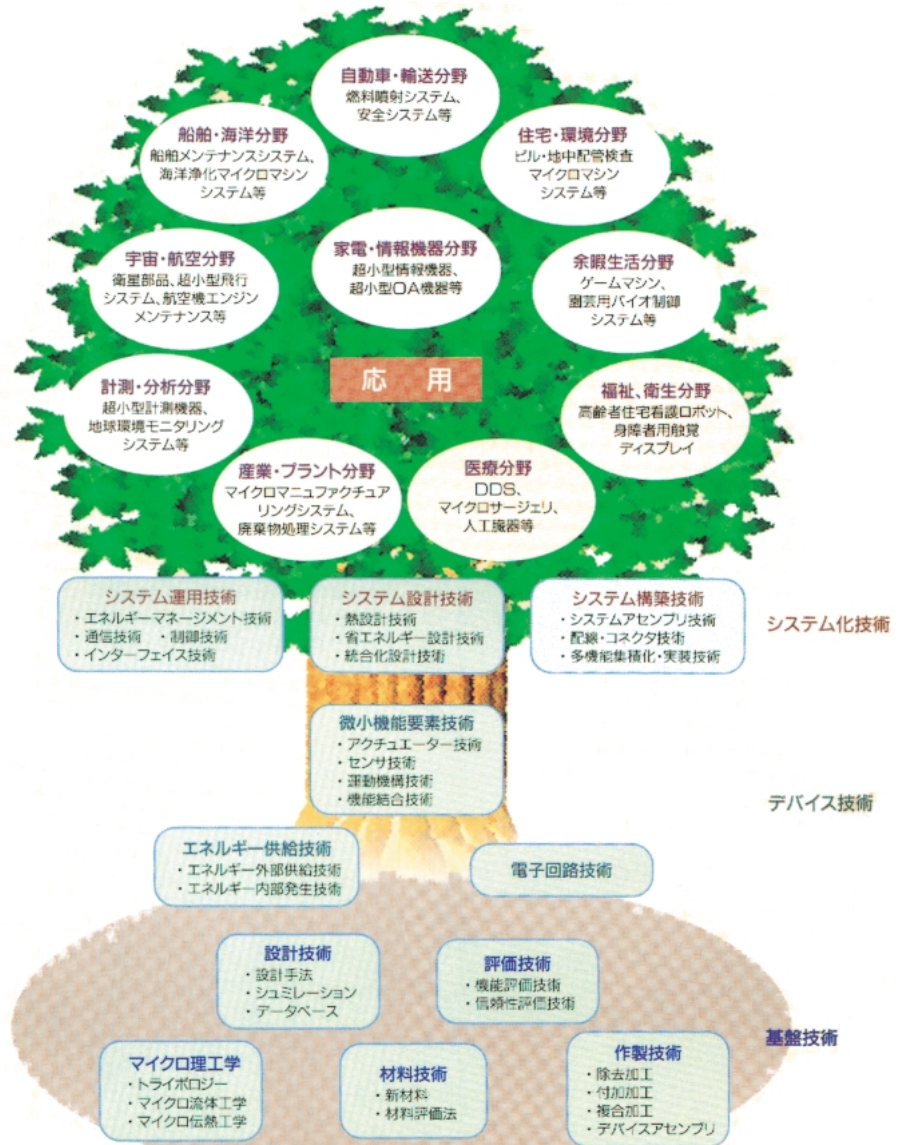 自動車・輸送分野
燃料噴射システム、
安全システム等
船舶・海洋分野
船舶メンテナンスシステム、
海洋浄化マイクロマシン
システム等
住宅・環境分野
ビル・地中配管検査
マイクロマシン
システム等
宇宙・航空分野
衛星部品、超小型飛行
システム、航空機エンジン
メンテナンス等
家電・情報機器分野
超小型情報機器、
超小型OA機器等
余暇生活分野
ゲームマシン、
園芸用バイオ制御
システム等
応 用
計測・分析分野
超小型計測機器、
地球環境モニタリング
システム等
福祉、衛生分野
高齢者住宅看護ロボット、
身障者用触覚
ディスプレイ
産業・プラント分野
マイクロマニュファクチュア
リングシステム、
廃棄物処理システム等
医療分野
DDS、
マイクロサージェリ、
人工臓器等
システム運用技術
・エネルギーマネージメント技術
・通信技術 ・制御技術
・インターフェイス技術
システム設計技術
・熱設計技術
・省エネルギー設計技術
・統合化設計技術
システム構築技術
・システムアセンブリ技術
・配線・コネクタ技術
・多機能集積化・実装技術
システム化技術
微小機能要素技術
・アクチュエーター技術
・センサ技術
・運動機構技術
・機能結合技術
デバイス技術
エネルギー供給技術
・エネルギー外部供給技術
・エネルギー内部発生技術
電子回路技術
設計技術
・設計手法
・シュミレーション
・データベース
評価技術
・機能評価技術
・信頼性評価技術
基盤技術
マイクロ理工学
・トライボロジー
・マイクロ流体工学
・マイクロ伝熱工学
材料技術
・新材料
・材料評価法
作製技術
・除去加工
・付加加工
・複合加工
・デバイスアセンブリ